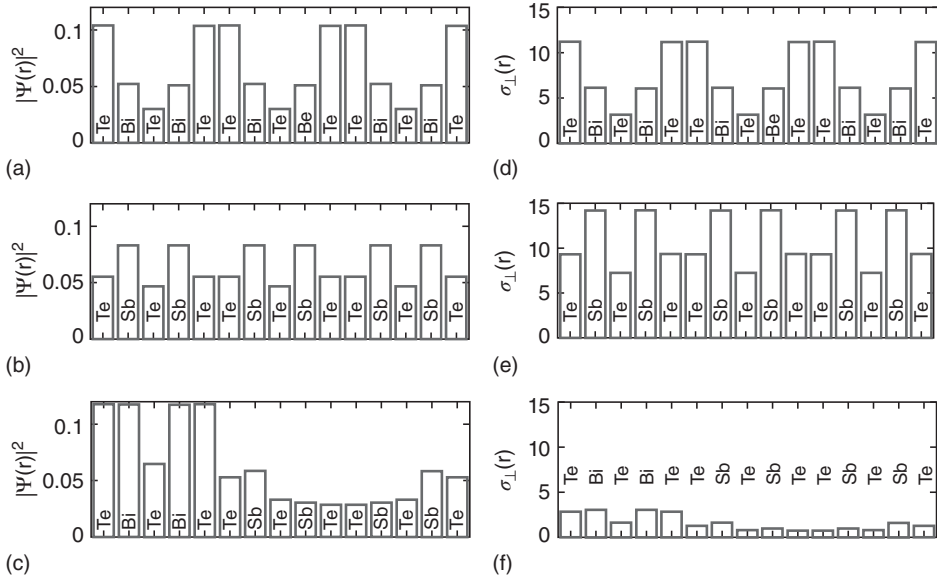 |Ψ(r)|²
0.1
0.05
0
Te Bi Te Bi Te Te Bi Te Be Te Te Bi Te Bi Te
(a)
σ⊥(r)
15
10
5
0
Te Bi Te Bi Te Te Bi Te Be Te Te Bi Te Bi Te
(d)
|Ψ(r)|²
0.1
0.05
0
Te Sb Te Sb Te Te Sb Te Sb Te Te Sb Te Sb Te
(b)
σ⊥(r)
15
10
5
0
Te Sb Te Sb Te Te Sb Te Sb Te Te Sb Te Sb Te
(e)
|Ψ(r)|²
0.1
0.05
0
Te Bi Te Bi Te Te Sb Te Sb Te Te Sb Te Sb Te
(c)
σ⊥(r)
15
10
5
0
Te Bi Te Bi Te Te Sb Te Sb Te Te Sb Te Sb Te
(f)